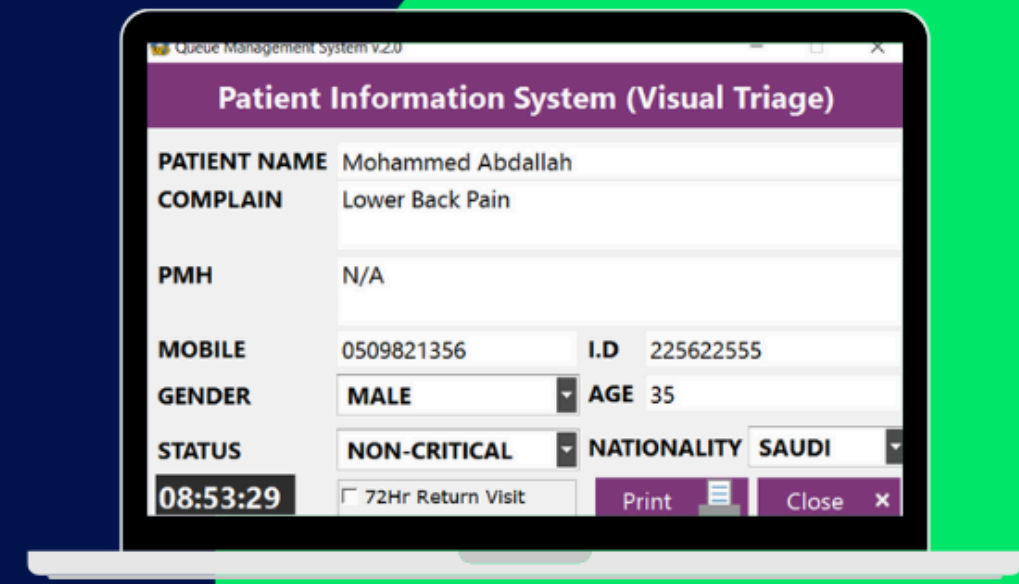 Queue Management System v.2.0
Patient Information System (Visual Triage)
PATIENT NAME Mohammed Abdallah
COMPLAIN Lower Back Pain
PMH N/A
MOBILE 0509821356 I.D 225622555
GENDER MALE AGE 35
STATUS NON-CRITICAL NATIONALITY SAUDI
08:53:29 72Hr Return Visit Print Close